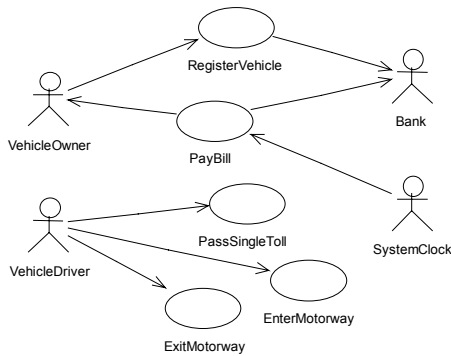 RegisterVehicle
VehicleOwner
Bank
PayBill
PassSingleToll
SystemClock
VehicleDriver
EnterMotorway
ExitMotorway